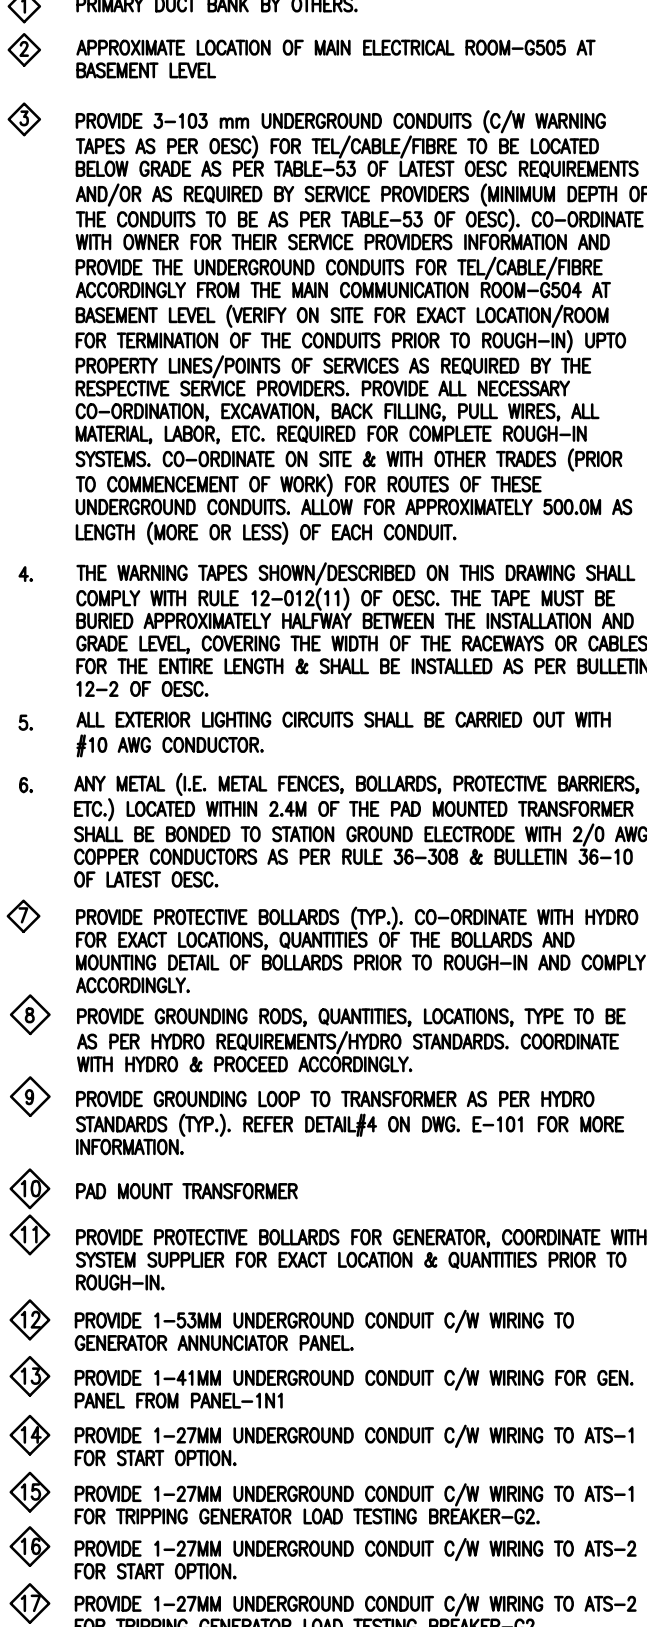 1 PRIMARY DUCT BANK BY OTHERS.
2 APPROXIMATE LOCATION OF MAIN ELECTRICAL ROOM-G505 AT
BASEMENT LEVEL
3 PROVIDE 3-103 mm UNDERGROUND CONDUITS (C/W WARNING
TAPES AS PER OESC) FOR TEL/CABLE/FIBRE TO BE LOCATED
BELOW GRADE AS PER TABLE-53 OF LATEST OESC REQUIREMENTS
AND/OR AS REQUIRED BY SERVICE PROVIDERS (MINIMUM DEPTH OF
THE CONDUITS TO BE AS PER TABLE-53 OF OESC). CO-ORDINATE
WITH OWNER FOR THEIR SERVICE PROVIDERS INFORMATION AND
PROVIDE THE UNDERGROUND CONDUITS FOR TEL/CABLE/FIBRE
ACCORDINGLY FROM THE MAIN COMMUNICATION ROOM-G504 AT
BASEMENT LEVEL (VERIFY ON SITE FOR EXACT LOCATION/ROOM
FOR TERMINATION OF THE CONDUITS PRIOR TO ROUGH-IN) UPTO
PROPERTY LINES/POINTS OF SERVICES AS REQUIRED BY THE
RESPECTIVE SERVICE PROVIDERS. PROVIDE ALL NECESSARY
CO-ORDINATION, EXCAVATION, BACK FILLING, PULL WIRES, ALL
MATERIAL, LABOR, ETC. REQUIRED FOR COMPLETE ROUGH-IN
SYSTEMS. CO-ORDINATE ON SITE & WITH OTHER TRADES (PRIOR
TO COMMENCEMENT OF WORK) FOR ROUTES OF THESE
UNDERGROUND CONDUITS. ALLOW FOR APPROXIMATELY 500.0M AS
LENGTH (MORE OR LESS) OF EACH CONDUIT.
4. THE WARNING TAPES SHOWN/DESCRIBED ON THIS DRAWING SHALL
COMPLY WITH RULE 12-012(11) OF OESC. THE TAPE MUST BE
BURIED APPROXIMATELY HALFWAY BETWEEN THE INSTALLATION AND
GRADE LEVEL, COVERING THE WIDTH OF THE RACEWAYS OR CABLES
FOR THE ENTIRE LENGTH & SHALL BE INSTALLED AS PER BULLETIN
12-2 OF OESC.
5. ALL EXTERIOR LIGHTING CIRCUITS SHALL BE CARRIED OUT WITH
#10 AWG CONDUCTOR.
6. ANY METAL (I.E. METAL FENCES, BOLLARDS, PROTECTIVE BARRIERS,
ETC.) LOCATED WITHIN 2.4M OF THE PAD MOUNTED TRANSFORMER
SHALL BE BONDED TO STATION GROUND ELECTRODE WITH 2/0 AWG
COPPER CONDUCTORS AS PER RULE 36-308 & BULLETIN 36-10
OF LATEST OESC.
7 PROVIDE PROTECTIVE BOLLARDS (TYP.). CO-ORDINATE WITH HYDRO
FOR EXACT LOCATIONS, QUANTITIES OF THE BOLLARDS AND
MOUNTING DETAIL OF BOLLARDS PRIOR TO ROUGH-IN AND COMPLY
ACCORDINGLY.
8 PROVIDE GROUNDING RODS, QUANTITIES, LOCATIONS, TYPE TO BE
AS PER HYDRO REQUIREMENTS/HYDRO STANDARDS. COORDINATE
WITH HYDRO & PROCEED ACCORDINGLY.
9 PROVIDE GROUNDING LOOP TO TRANSFORMER AS PER HYDRO
STANDARDS (TYP.). REFER DETAIL#4 ON DWG. E-101 FOR MORE
INFORMATION.
10 PAD MOUNT TRANSFORMER
11 PROVIDE PROTECTIVE BOLLARDS FOR GENERATOR, COORDINATE WITH
SYSTEM SUPPLIER FOR EXACT LOCATION & QUANTITIES PRIOR TO
ROUGH-IN.
12 PROVIDE 1-53MM UNDERGROUND CONDUIT C/W WIRING TO
GENERATOR ANNUNCIATOR PANEL.
13 PROVIDE 1-41MM UNDERGROUND CONDUIT C/W WIRING FOR GEN.
PANEL FROM PANEL-1N1
14 PROVIDE 1-27MM UNDERGROUND CONDUIT C/W WIRING TO ATS-1
FOR START OPTION.
15 PROVIDE 1-27MM UNDERGROUND CONDUIT C/W WIRING TO ATS-1
FOR TRIPPING GENERATOR LOAD TESTING BREAKER-G2.
16 PROVIDE 1-27MM UNDERGROUND CONDUIT C/W WIRING TO ATS-2
FOR START OPTION.
17 PROVIDE 1-27MM UNDERGROUND CONDUIT C/W WIRING TO ATS-2
FOR TRIPPING GENERATOR LOAD TESTING BREAKER-G2